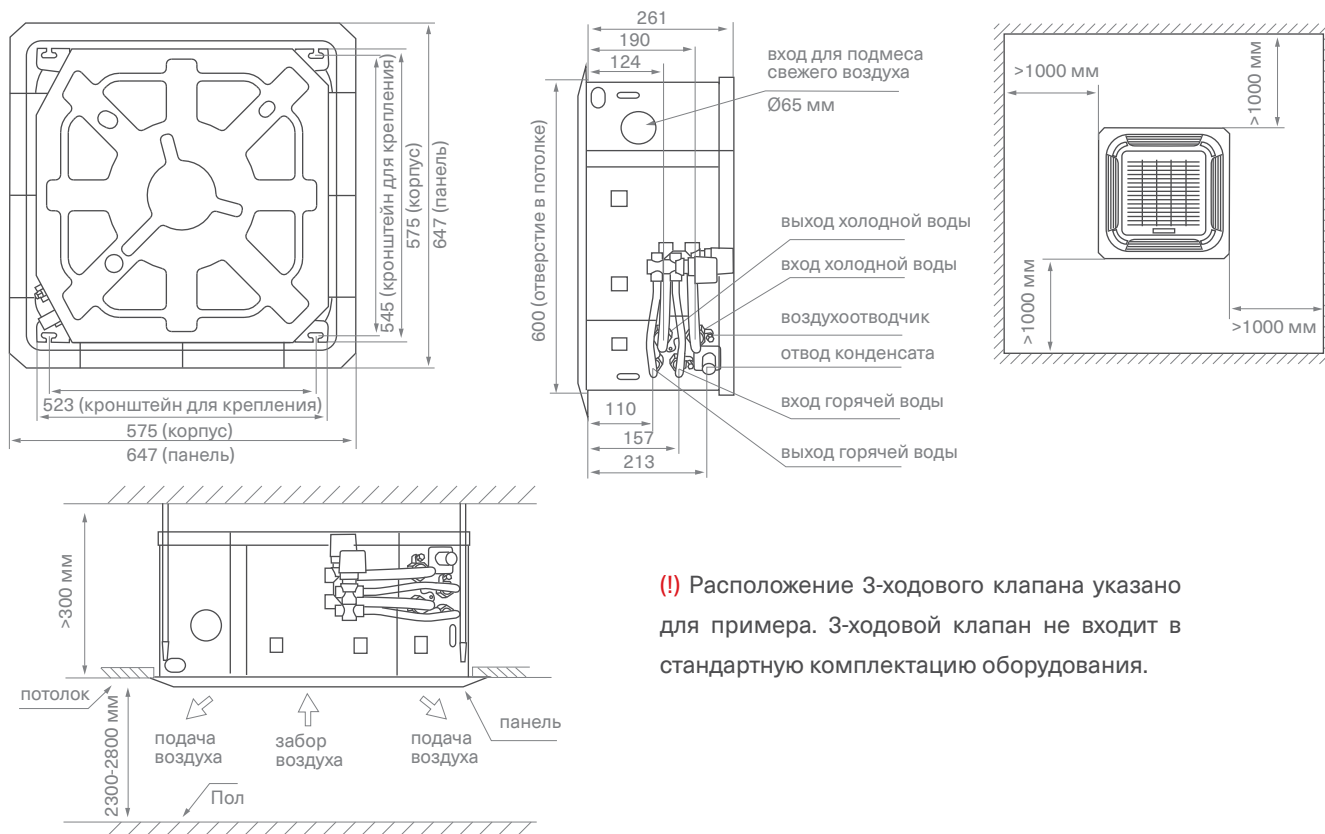 545 (кронштейн для крепления)
575 (корпус)
647 (панель)
523 (кронштейн для крепления)
575 (корпус)
647 (панель)
261
190
124
600 (отверстие в потолке)
вход для подмеса
свежего воздуха
Ø65 мм
выход холодной воды
вход холодной воды
воздухоотводчик
отвод конденсата
вход горячей воды
выход горячей воды
110
157
213
>1000 мм
>1000 мм
>1000 мм
>1000 мм
>300 мм
потолок
2300-2800 мм
подача
воздуха
забор
воздуха
подача
воздуха
панель
Пол
(!) Расположение 3-ходового клапана указано
для примера. 3-ходовой клапан не входит в
стандартную комплектацию оборудования.